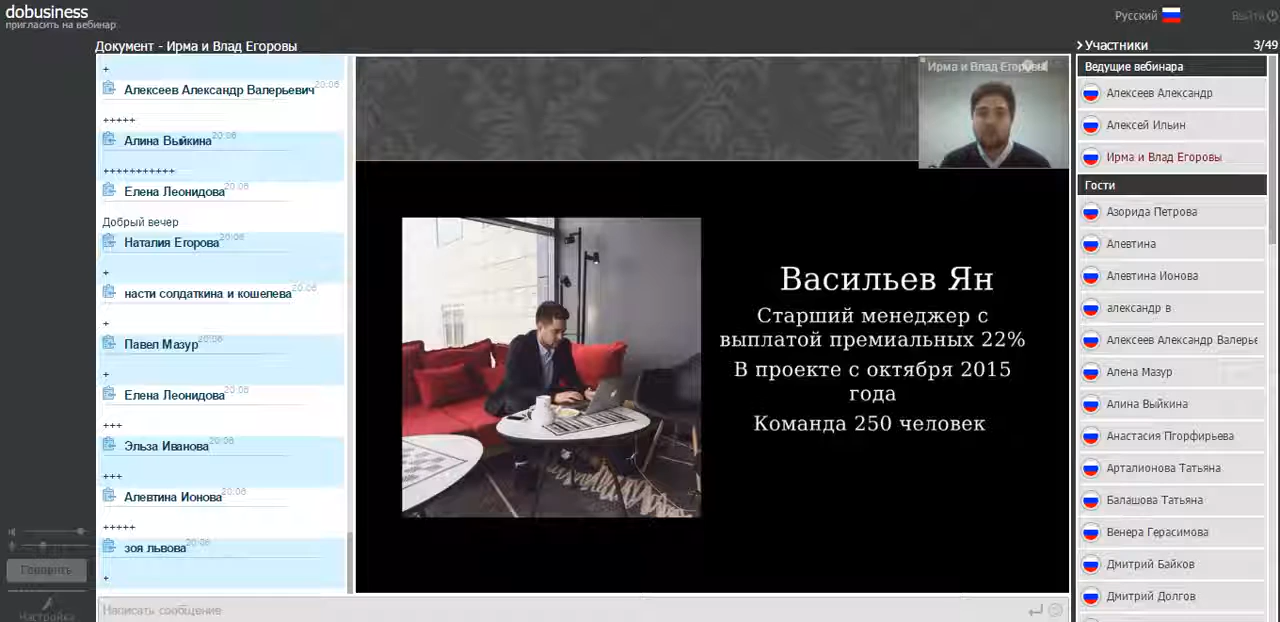 dobusiness
пригласить на вебинар
Русский
Выйти
Документ - Ирма и Влад Егоровы
+
Алексеев Александр Валерьевич 20:06
+++++
Алина Выйкина 20:06
+++++++++++
Елена Леонидова 20:06
Добрый вечер
Наталия Егорова 20:06
+
насти солдаткина и кошелева 20:06
+
Павел Мазур 20:06
+
Елена Леонидова 20:06
+++
Эльза Иванова 20:06
+++
Алевтина Ионова 20:06
+++++
зоя львова 20:06
+
Написать сообщение
Говорить
Настройка
Ирма и Влад Егоровы
Васильев Ян
Старший менеджер с
выплатой премиальных 22%
В проекте с октября 2015
года
Команда 250 человек
Участники 3/49
Ведущие вебинара
Алексеев Александр
Алексей Ильин
Ирма и Влад Егоровы
Гости
Азорида Петрова
Алевтина
Алевтина Ионова
александр в
Алексеев Александр Валерье
Алена Мазур
Алина Выйкина
Анастасия Пгорфирьева
Арталионова Татьяна
Балашова Татьяна
Венера Герасимова
Дмитрий Байков
Дмитрий Долгов